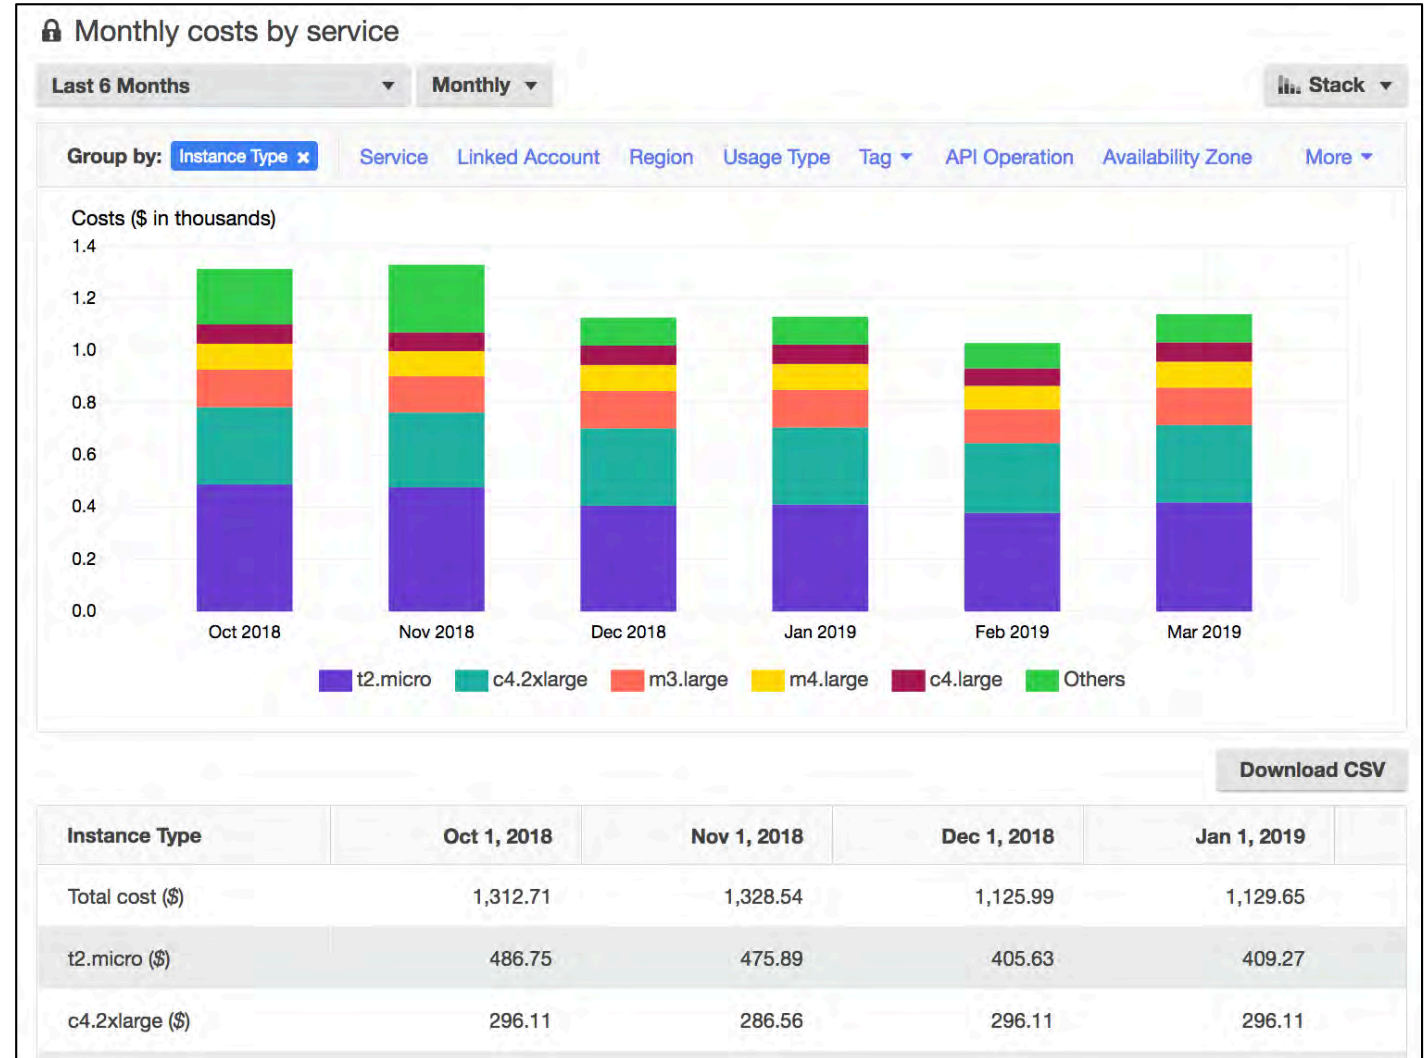 Monthly costs by service
Last 6 Months Monthly Stack
Group by: Instance Type × Service Linked Account Region Usage Type Tag API Operation Availability Zone More
Costs ($ in thousands)
1.4
1.2
1.0
0.8
0.6
0.4
0.2
0.0
Oct 2018 Nov 2018 Dec 2018 Jan 2019 Feb 2019 Mar 2019
t2.micro c4.2xlarge m3.large m4.large c4.large Others
Download CSV
Instance Type Oct 1, 2018 Nov 1, 2018 Dec 1, 2018 Jan 1, 2019
Total cost ($) 1,312.71 1,328.54 1,125.99 1,129.65
t2.micro ($) 486.75 475.89 405.63 409.27
c4.2xlarge ($) 296.11 286.56 296.11 296.11